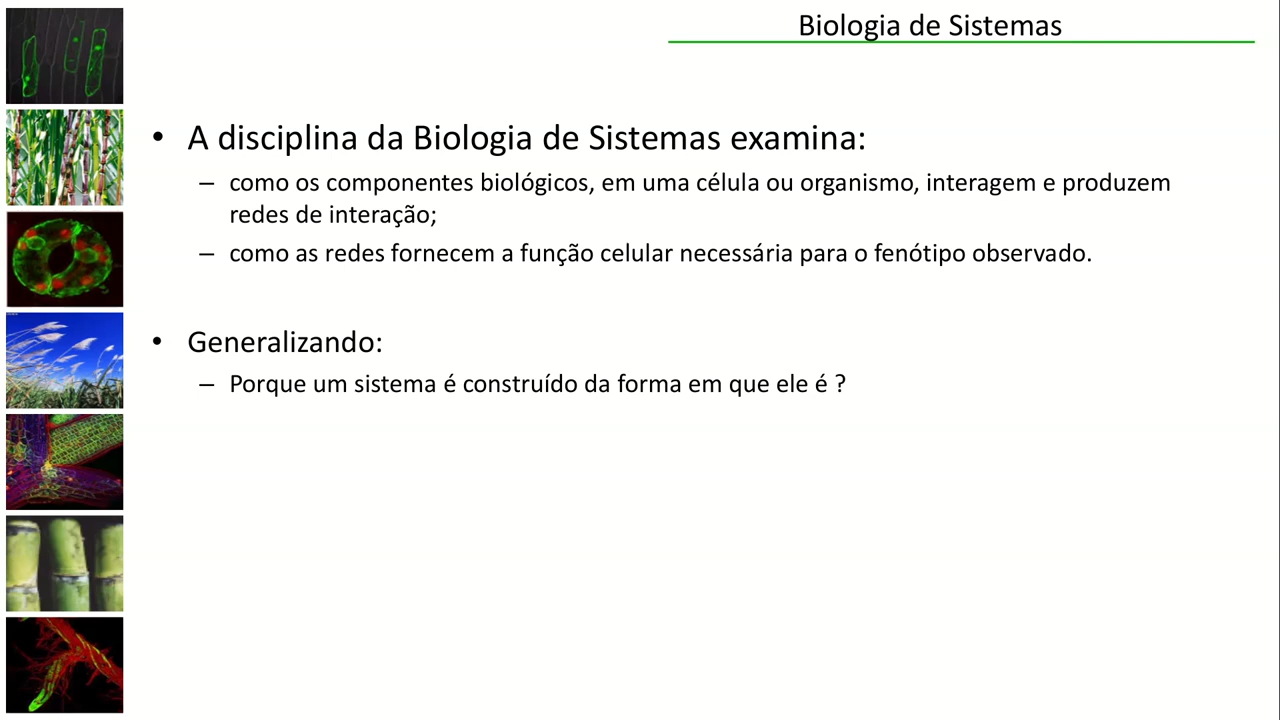 Biologia de Sistemas
• A disciplina da Biologia de Sistemas examina:
– como os componentes biológicos, em uma célula ou organismo, interagem e produzem
redes de interação;
– como as redes fornecem a função celular necessária para o fenótipo observado.
• Generalizando:
– Porque um sistema é construído da forma em que ele é ?